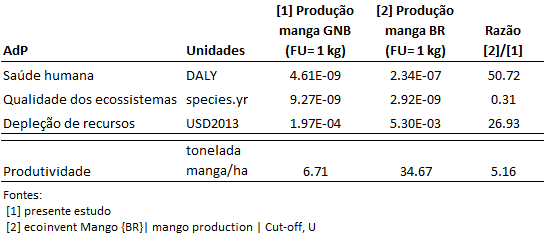 [1] Produção [2] Produção
manga GNB manga BR Razão
AdP Unidades (FU= 1 kg) (FU= 1 kg) [2]/[1]
Saúde humana DALY 4.61E-09 2.34E-07 50.72
Qualidade dos ecossistemas species.yr 9.27E-09 2.92E-09 0.31
Depleção de recursos USD2013 1.97E-04 5.30E-03 26.93
tonelada
Produtividade manga/ha 6.71 34.67 5.16
Fontes:
[1] presente estudo
[2] ecoinvent Mango {BR}| mango production | Cut-off, U